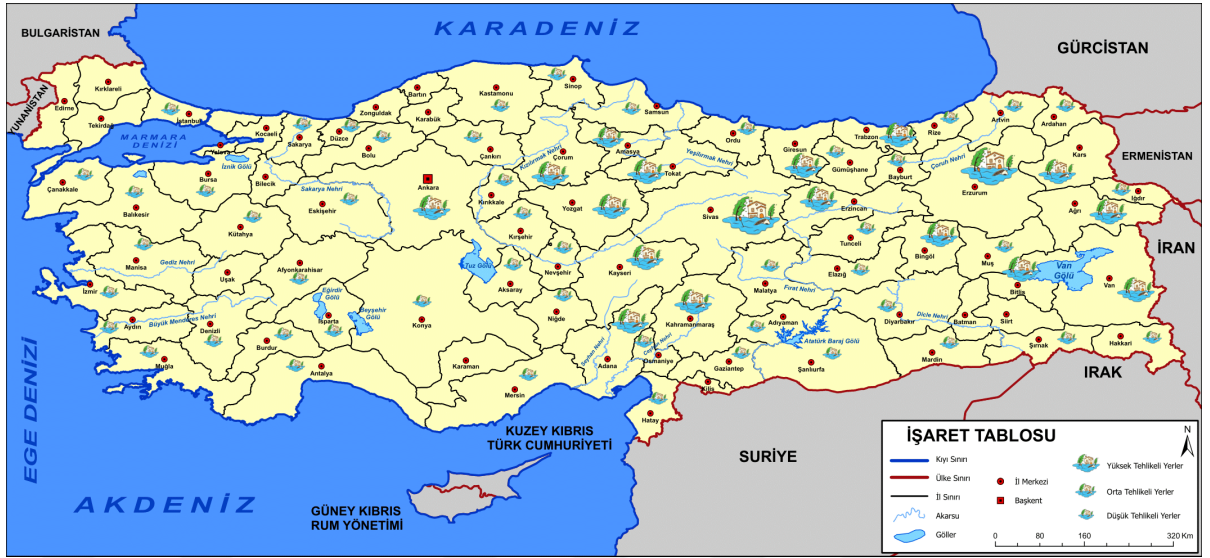 KARADENİZ
BULGARİSTAN
GÜRCİSTAN
YUNANİSTAN
ERMENİSTAN
İRAN
IRAK
SURİYE
MARMARA
DENİZİ
EGE DENİZİ
AKDENİZ
KUZEY KIBRIS
TÜRK CUMHURİYETİ
GÜNEY KIBRIS
RUM YÖNETİMİ
Kırklareli
Edirne
Tekirdağ
İstanbul
Kocaeli
Yalova
Sakarya
Düzce
Zonguldak
Bartın
Karabük
Kastamonu
Sinop
Samsun
Ordu
Giresun
Trabzon
Rize
Artvin
Ardahan
Kars
Bolu
Çankırı
Kızılırmak Nehri
Çorum
Amasya
Yeşilırmak Nehri
Tokat
Gümüşhane
Bayburt
Çoruh Nehri
Erzurum
Iğdır
Ağrı
Çanakkale
İznik Gölü
Bursa
Bilecik
Sakarya Nehri
Ankara
Kırıkkale
Yozgat
Sivas
Erzincan
Balıkesir
Eskişehir
Kütahya
Kırşehir
Tunceli
Bingöl
Muş
Van
Gölü
Manisa
Gediz Nehri
Uşak
Afyonkarahisar
Tuz Gölü
Aksaray
Nevşehir
Kayseri
Malatya
Elazığ
Fırat Nehri
Bitlis
Van
İzmir
Aydın
Büyük Menderes Nehri
Denizli
Eğirdir
Gölü
Isparta
Beyşehir
Gölü
Konya
Niğde
Kahramanmaraş
Adıyaman
Atatürk Baraj Gölü
Diyarbakır
Dicle Nehri
Batman
Siirt
Şırnak
Hakkari
Muğla
Burdur
Antalya
Karaman
Mersin
Seyhan Nehri
Ceyhan Nehri
Adana
Osmaniye
Gaziantep
Kilis
Şanlıurfa
Mardin
Hatay
İŞARET TABLOSU
N
Kıyı Sınırı
Ülke Sınırı
İl Sınırı
Akarsu
Göller
İl Merkezi
Başkent
Yüksek Tehlikeli Yerler
Orta Tehlikeli Yerler
Düşük Tehlikeli Yerler
0 80 160 320 Km